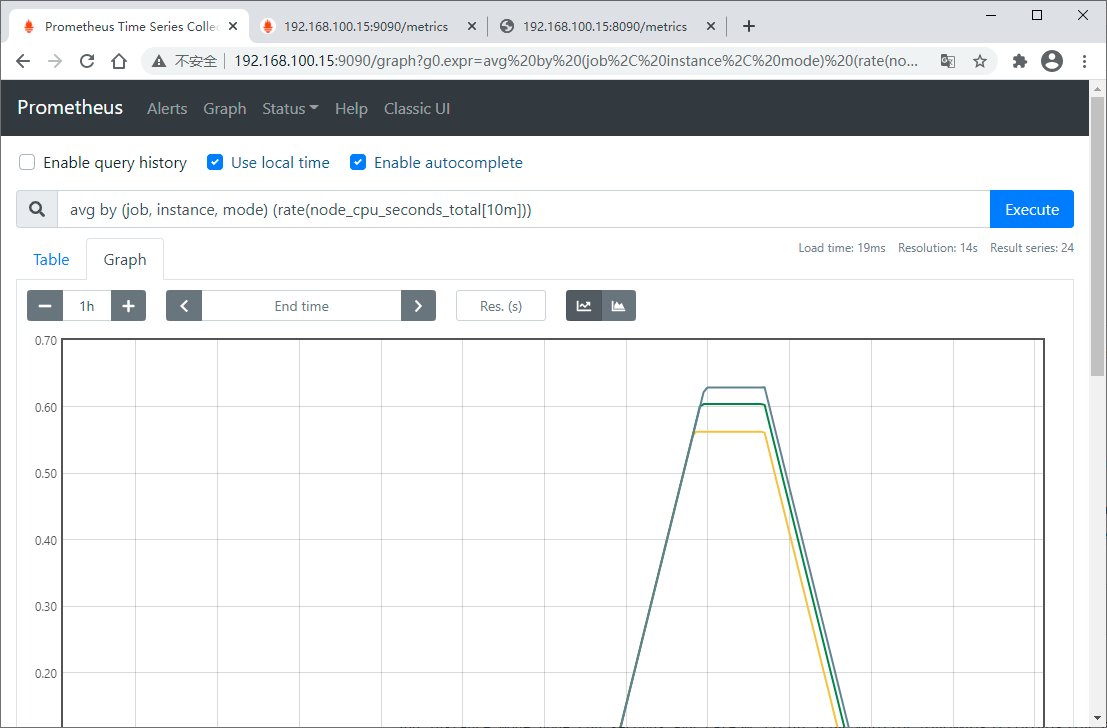 Prometheus Time Series Collec
192.168.100.15:9090/metrics
192.168.100.15:8090/metrics
不安全
192.168.100.15:9090/graph?g0.expr=avg%20by%20(job%2C%20instance%2C%20mode)%20(rate(no...
Prometheus Alerts Graph Status Help Classic UI
Enable query history Use local time Enable autocomplete
avg by (job, instance, mode) (rate(node_cpu_seconds_total[10m])) Execute
Load time: 19ms Resolution: 14s Result series: 24
Table Graph
1h End time Res. (s)
0.70
0.60
0.50
0.40
0.30
0.20